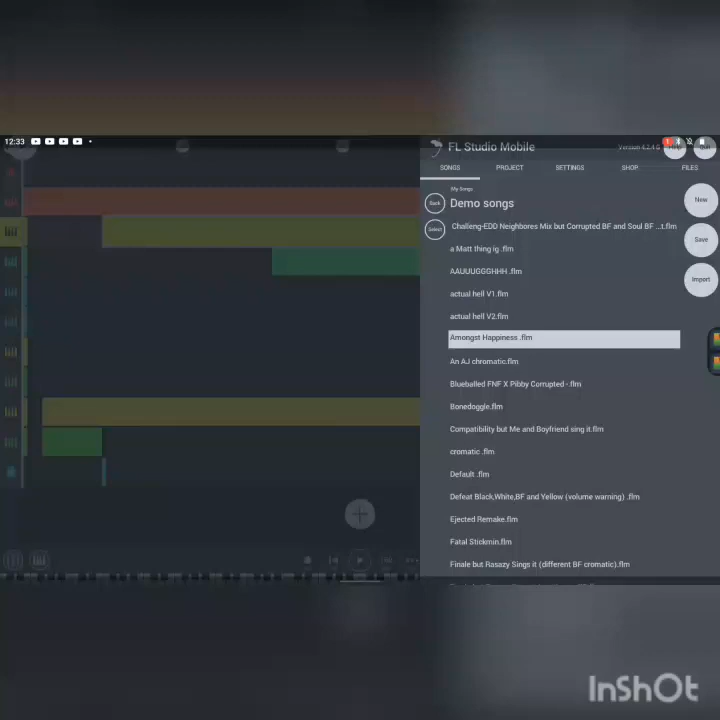 12:33
FL Studio Mobile
SONGS PROJECT SETTINGS SHOP FILES
My Songs
Back Demo songs New
Select Challeng-EDD Neighbores Mix but Corrupted BF and Soul BF ...t.flm
a Matt thing ig .flm Save
AAUUUGGGHHH .flm
actual hell V1.flm Import
actual hell V2.flm
Amongst Happiness .flm
An AJ chromatic.flm
Blueballed FNF X Pibby Corrupted -.flm
Bonedoggle.flm
Compatibility but Me and Boyfriend sing it.flm
cromatic .flm
Default .flm
Defeat Black,White,BF and Yellow (volume warning) .flm
Ejected Remake.flm
Fatal Stickmin.flm
Finale but Rasazy Sings it (different BF cromatic).flm
InShOt